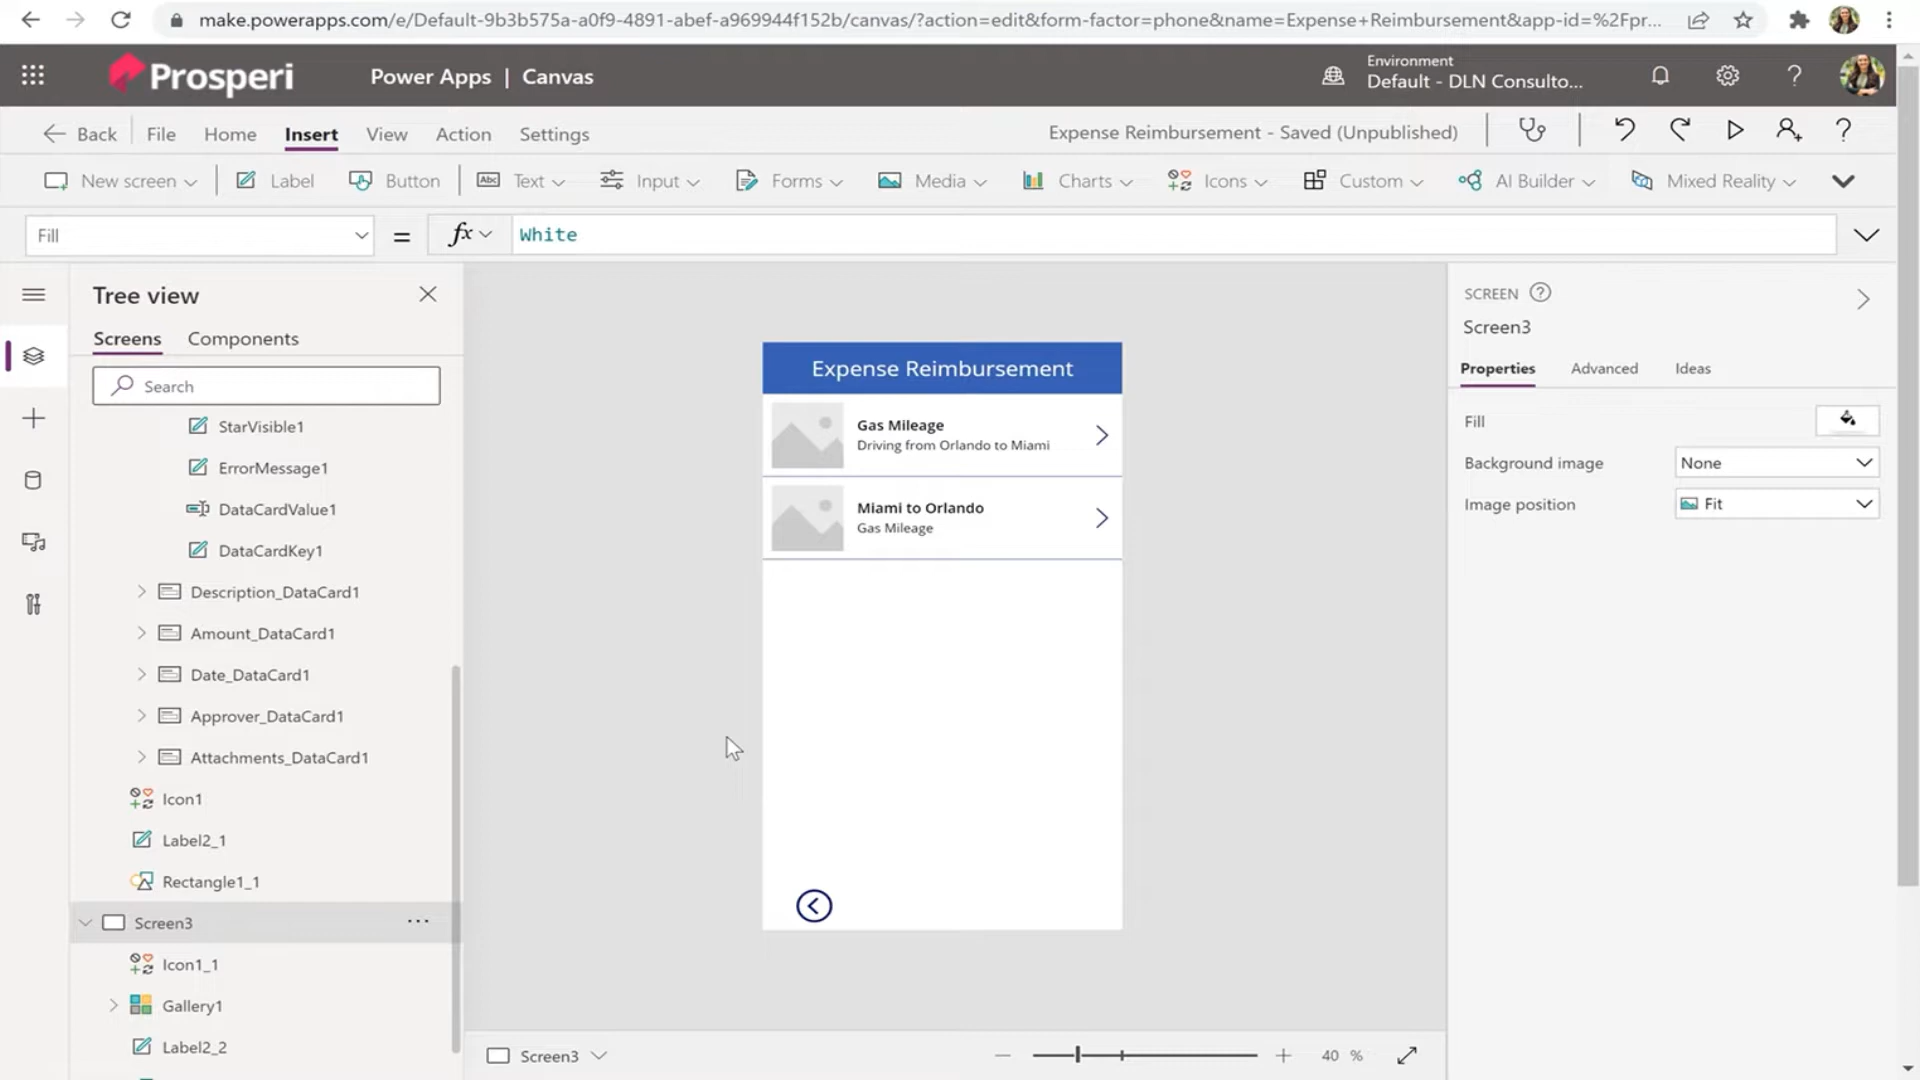 make.powerapps.com/e/Default-9b3b575a-a0f9-4891-abef-a969944f152b/canvas/?action=edit&form-factor=phone&name=Expense+Reimbursement&app-id=%2Fpr...
Prosperi
Power Apps | Canvas
Environment
Default - DLN Consulto...
?
Back File Home Insert View Action Settings
Expense Reimbursement - Saved (Unpublished)
?
New screen Label Button Abc Text Input Forms Media Charts Icons Custom AI Builder Mixed Reality
Fill = fx White
Tree view
Screens Components
Search
StarVisible1
ErrorMessage1
DataCardValue1
DataCardKey1
Description_DataCard1
Amount_DataCard1
Date_DataCard1
Approver_DataCard1
Attachments_DataCard1
Icon1
Label2_1
Rectangle1_1
Screen3 ...
Icon1_1
Gallery1
Label2_2
Expense Reimbursement
Gas Mileage
Driving from Orlando to Miami
Miami to Orlando
Gas Mileage
Screen3
40 %
SCREEN ?
Screen3
Properties Advanced Ideas
Fill
Background image None
Image position Fit